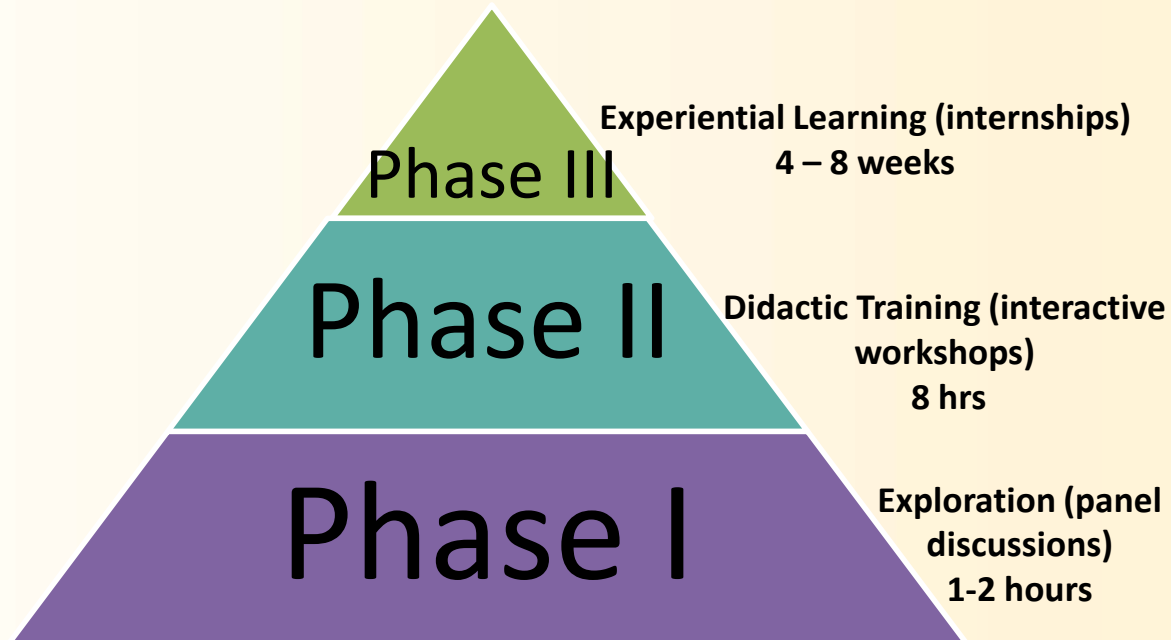 Phase III
Experiential Learning (internships)
4 – 8 weeks
Phase II
Didactic Training (interactive
workshops)
8 hrs
Phase I
Exploration (panel
discussions)
1-2 hours